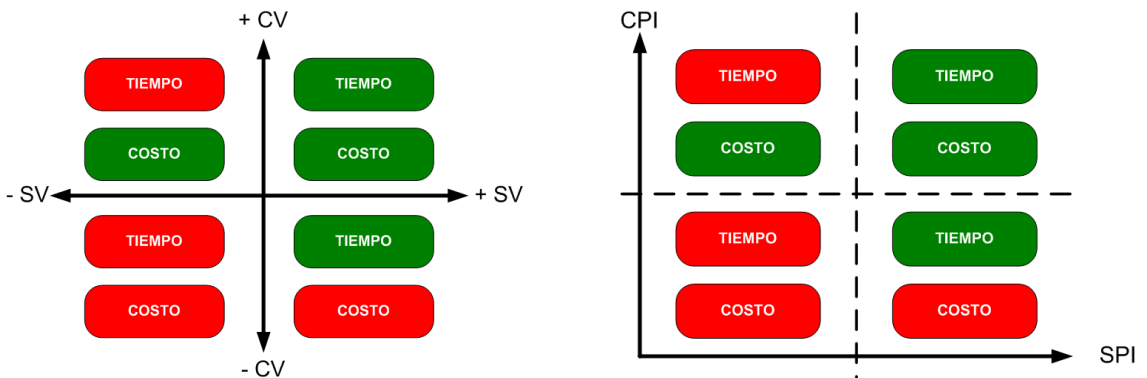 + CV
TIEMPO
TIEMPO
COSTO
COSTO
- SV
+ SV
TIEMPO
TIEMPO
COSTO
COSTO
- CV
CPI
TIEMPO
TIEMPO
COSTO
COSTO
TIEMPO
TIEMPO
COSTO
COSTO
SPI